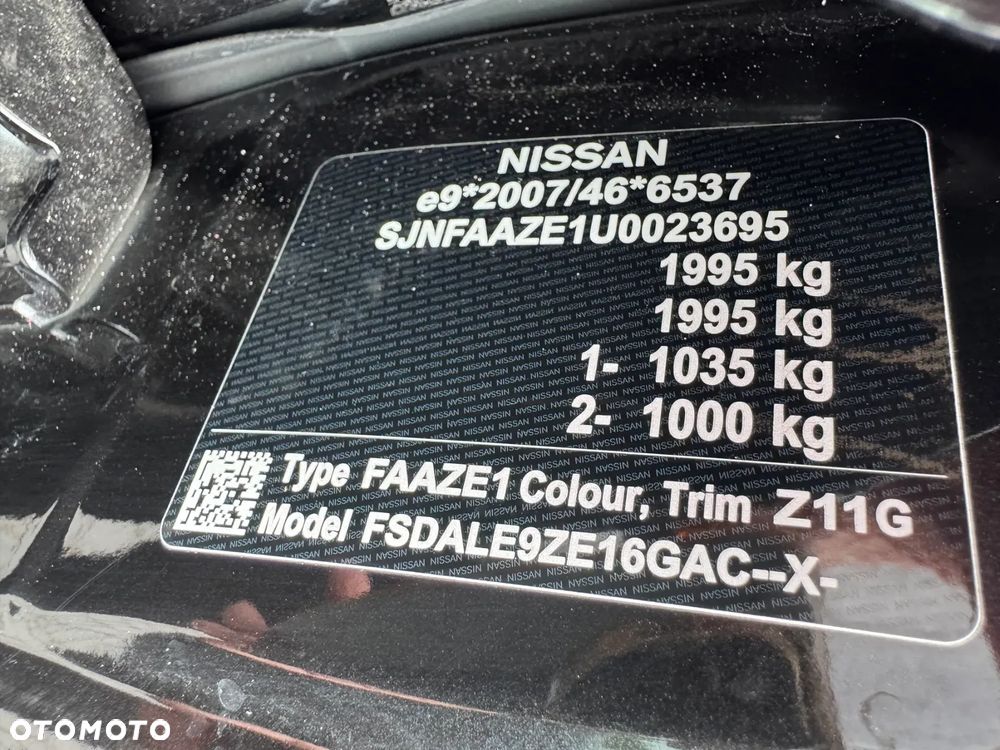 NISSAN
e9*2007/46*6537
SJNFAAZE1U0023695
1995 kg
1995 kg
1- 1035 kg
2- 1000 kg
Type FAAZE1 Colour, Trim Z11G
Model FSDALE9ZE16GAC--X-
OTOMOTO